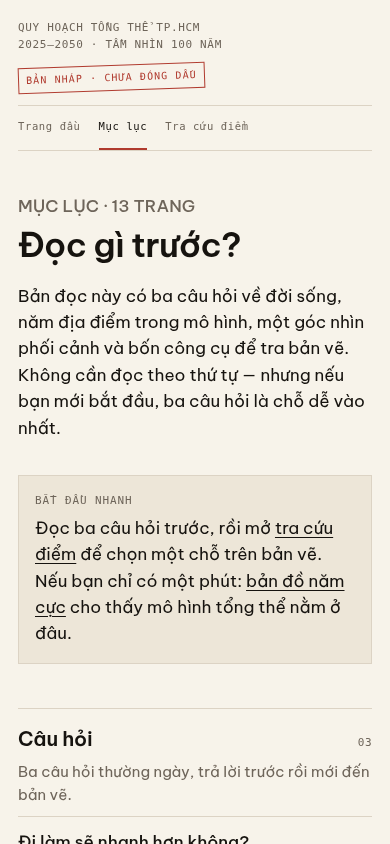 QUY HOẠCH TỔNG THỂ TP.HCM
2025–2050 · TẦM NHÌN 100 NĂM
BẢN NHÁP · CHƯA ĐÓNG DẤU
Trang đầu Mục lục Tra cứu điểm
MỤC LỤC · 13 TRANG
Đọc gì trước?
Bản đọc này có ba câu hỏi về đời sống,
năm địa điểm trong mô hình, một góc nhìn
phối cảnh và bốn công cụ để tra bản vẽ.
Không cần đọc theo thứ tự — nhưng nếu
bạn mới bắt đầu, ba câu hỏi là chỗ dễ vào
nhất.
BẮT ĐẦU NHANH
Đọc ba câu hỏi trước, rồi mở tra cứu
điểm để chọn một chỗ trên bản vẽ.
Nếu bạn chỉ có một phút: bản đồ năm
cực cho thấy mô hình tổng thể nằm ở
đâu.
Câu hỏi 03
Ba câu hỏi thường ngày, trả lời trước rồi mới đến
bản vẽ.
Đi làm sẽ nhanh hơn không?